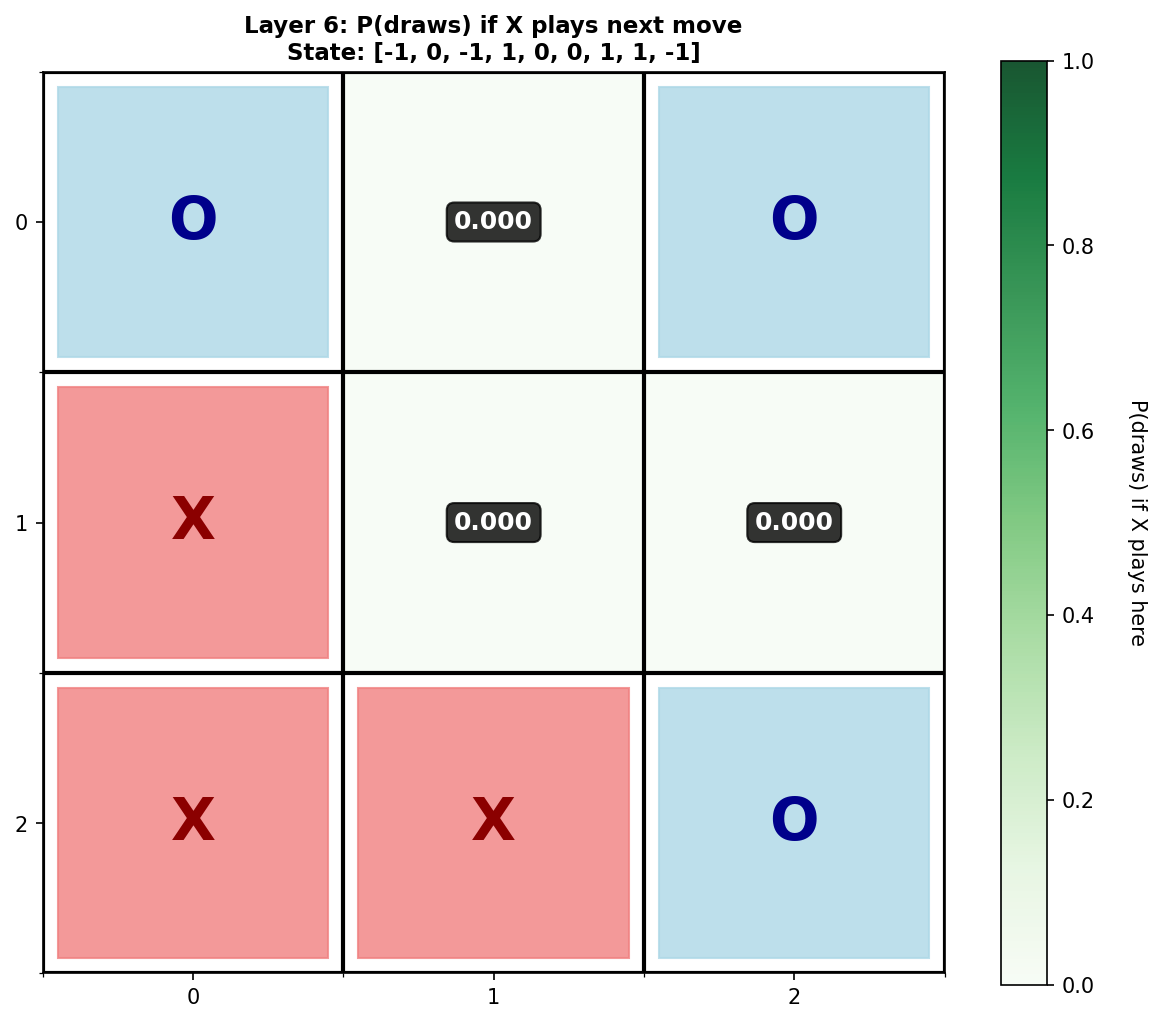 Layer 6: P(draws) if X plays next move
State: [-1, 0, -1, 1, 0, 0, 1, 1, -1]
1.0
0.8
0.6
0.4
0.2
0.0
P(draws) if X plays here
0
O
0.000
O
1
X
0.000
0.000
2
X
X
O
0
1
2